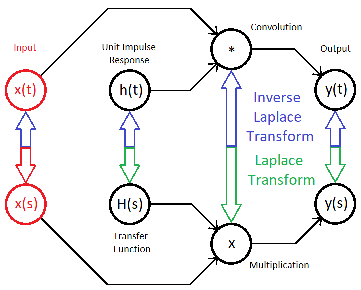 Convolution
Input
Unit Impulse
Response
Output
*
x(t)
h(t)
y(t)
Inverse
Laplace
Transform
Laplace
Transform
x(s)
H(s)
y(s)
Transfer
Function
x
Multiplication